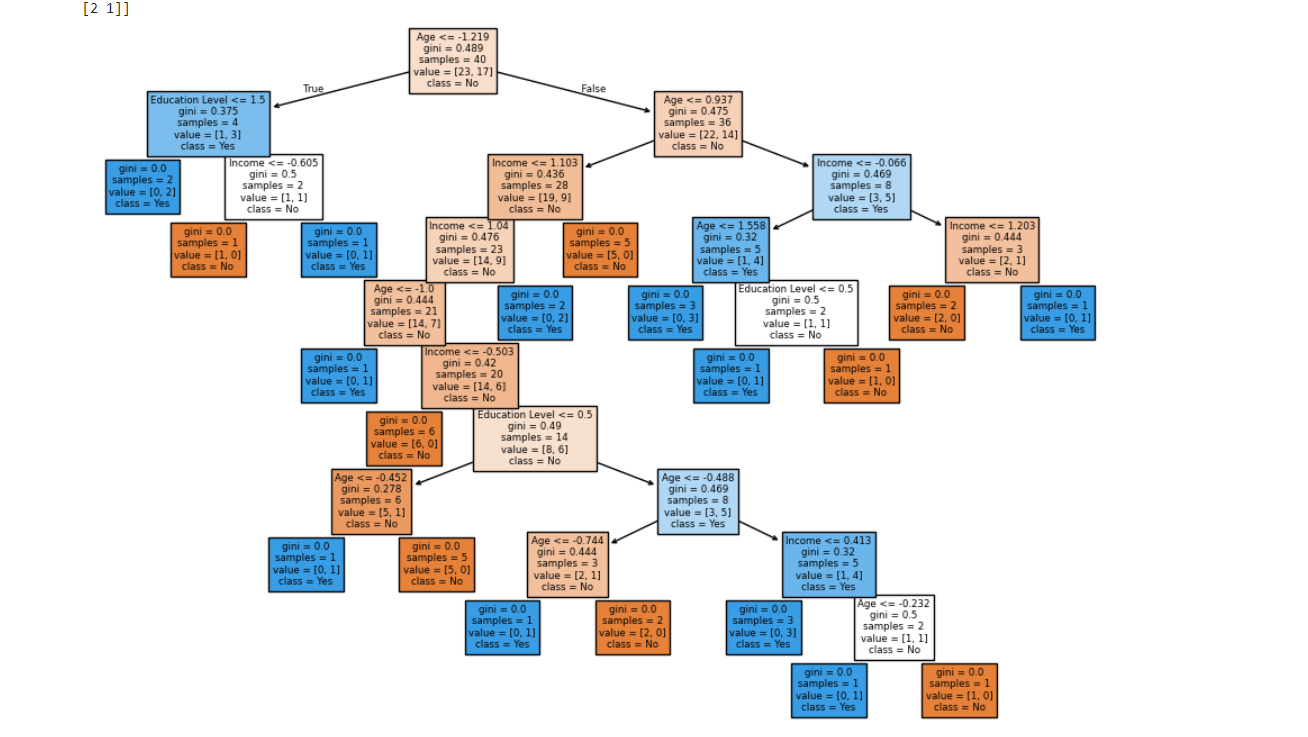 [2 1]]
Age <= -1.219
gini = 0.489
samples = 40
value = [23, 17]
class = No
True
False
Education Level <= 1.5
gini = 0.375
samples = 4
value = [1, 3]
class = Yes
Age <= 0.937
gini = 0.475
samples = 36
value = [22, 14]
class = No
gini = 0.0
samples = 2
value = [0, 2]
class = Yes
Income <= -0.605
gini = 0.5
samples = 2
value = [1, 1]
class = No
Income <= 1.103
gini = 0.436
samples = 28
value = [19, 9]
class = No
Income <= -0.066
gini = 0.469
samples = 8
value = [3, 5]
class = Yes
gini = 0.0
samples = 1
value = [1, 0]
class = No
gini = 0.0
samples = 1
value = [0, 1]
class = Yes
Income <= 1.04
gini = 0.476
samples = 23
value = [14, 9]
class = No
gini = 0.0
samples = 5
value = [5, 0]
class = No
Age <= 1.558
gini = 0.32
samples = 5
value = [1, 4]
class = Yes
Income <= 1.203
gini = 0.444
samples = 3
value = [2, 1]
class = No
Age <= -1.0
gini = 0.444
samples = 21
value = [14, 7]
class = No
gini = 0.0
samples = 2
value = [0, 2]
class = Yes
gini = 0.0
samples = 3
value = [0, 3]
class = Yes
Education Level <= 0.5
gini = 0.5
samples = 2
value = [1, 1]
class = No
gini = 0.0
samples = 2
value = [2, 0]
class = No
gini = 0.0
samples = 1
value = [0, 1]
class = Yes
gini = 0.0
samples = 1
value = [0, 1]
class = Yes
Income <= -0.503
gini = 0.42
samples = 20
value = [14, 6]
class = No
gini = 0.0
samples = 1
value = [0, 1]
class = Yes
gini = 0.0
samples = 1
value = [1, 0]
class = No
gini = 0.0
samples = 6
value = [6, 0]
class = No
Education Level <= 0.5
gini = 0.49
samples = 14
value = [8, 6]
class = No
Age <= -0.452
gini = 0.278
samples = 6
value = [5, 1]
class = No
Age <= -0.488
gini = 0.469
samples = 8
value = [3, 5]
class = Yes
gini = 0.0
samples = 1
value = [0, 1]
class = Yes
gini = 0.0
samples = 5
value = [5, 0]
class = No
Age <= -0.744
gini = 0.444
samples = 3
value = [2, 1]
class = No
Income <= 0.413
gini = 0.32
samples = 5
value = [1, 4]
class = Yes
gini = 0.0
samples = 1
value = [0, 1]
class = Yes
gini = 0.0
samples = 2
value = [2, 0]
class = No
gini = 0.0
samples = 3
value = [0, 3]
class = Yes
Age <= -0.232
gini = 0.5
samples = 2
value = [1, 1]
class = No
gini = 0.0
samples = 1
value = [0, 1]
class = Yes
gini = 0.0
samples = 1
value = [1, 0]
class = No